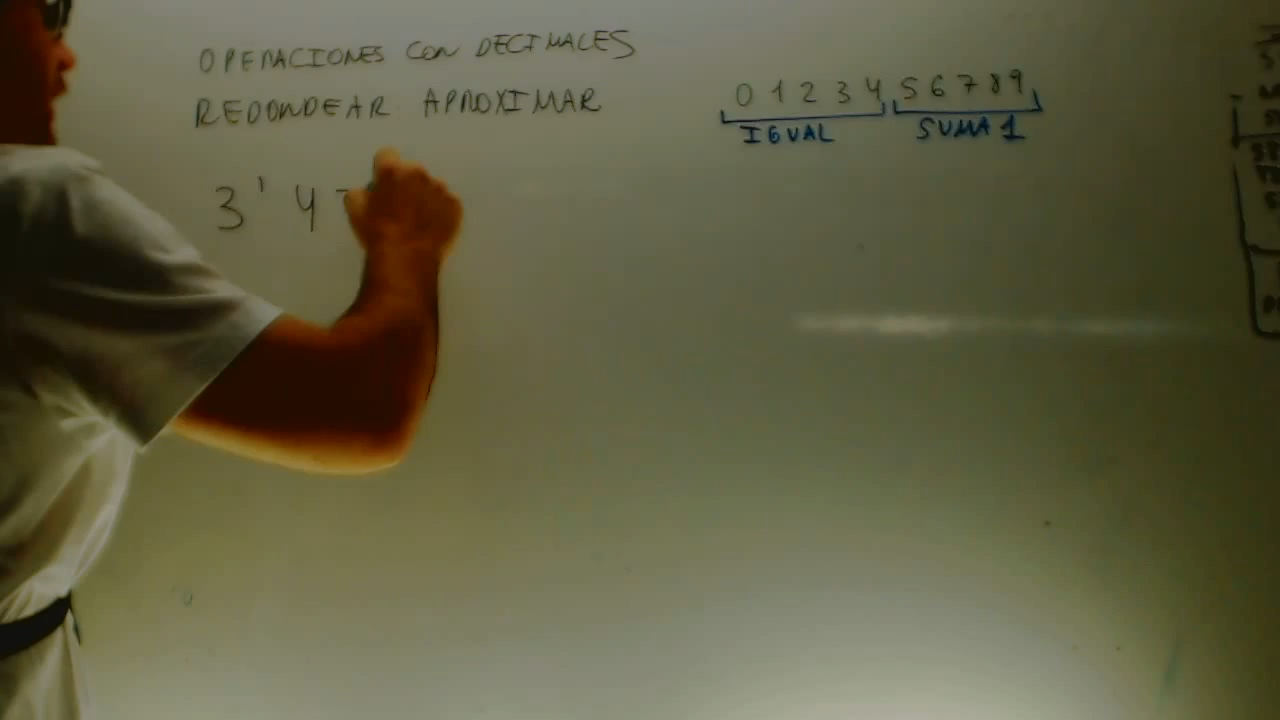 OPERACIONES CON DECIMALES
REDONDEAR APROXIMAR
0 1 2 3 4 5 6 7 8 9
IGUAL SUMA 1
3' 4